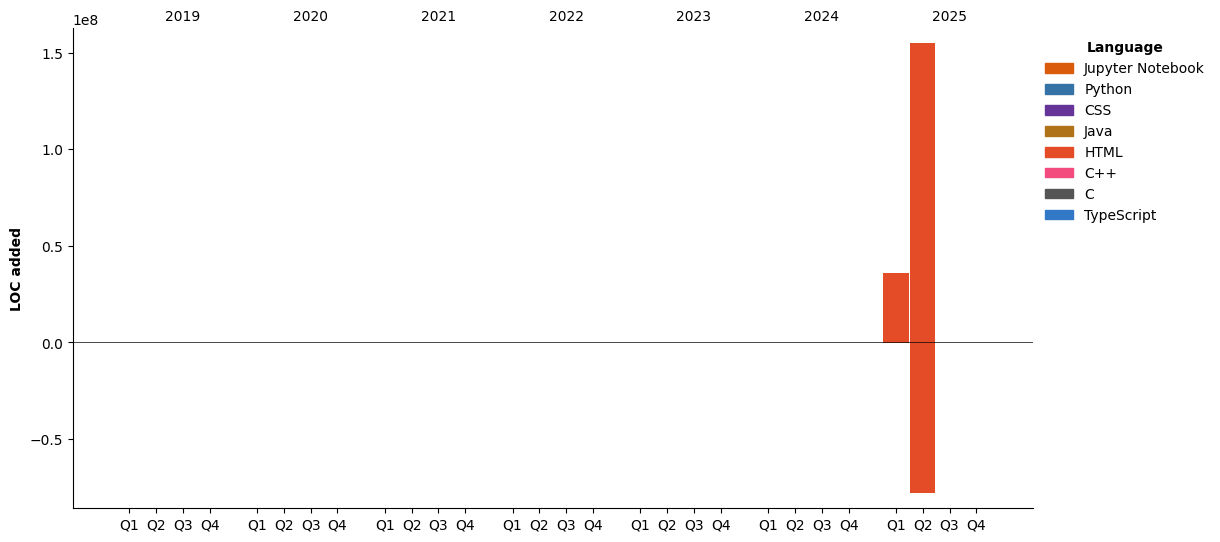 1e8
2019 2020 2021 2022 2023 2024 2025
Language
Jupyter Notebook
Python
CSS
Java
HTML
C++
C
TypeScript
LOC added
1.5
1.0
0.5
0.0
−0.5
Q1 Q2 Q3 Q4 Q1 Q2 Q3 Q4 Q1 Q2 Q3 Q4 Q1 Q2 Q3 Q4 Q1 Q2 Q3 Q4 Q1 Q2 Q3 Q4 Q1 Q2 Q3 Q4